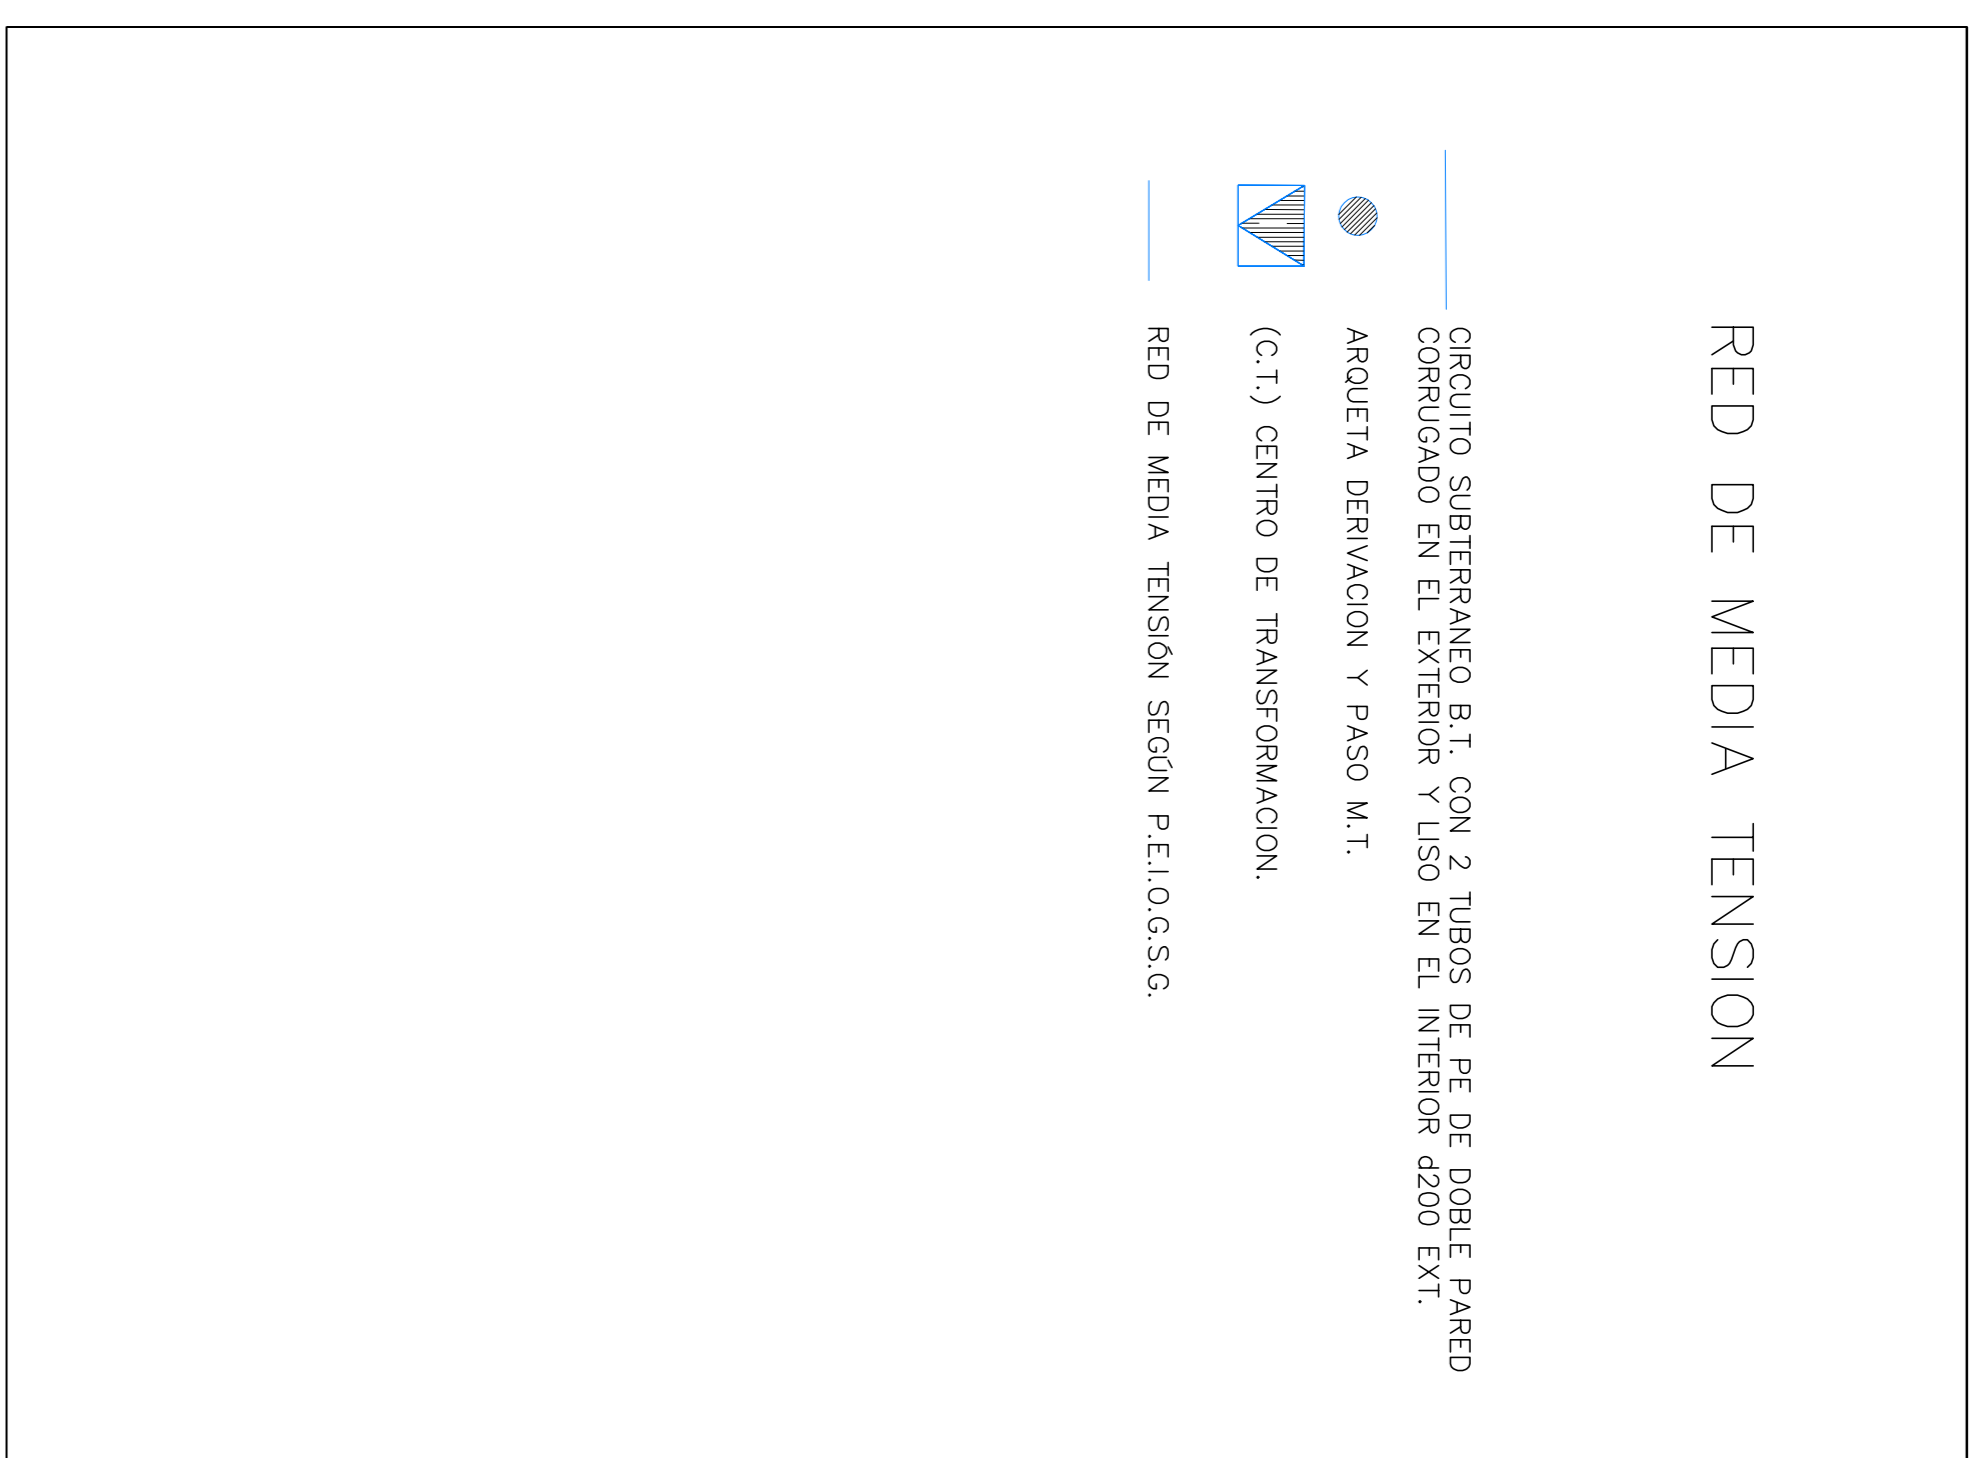 RED DE MEDIA TENSION
CIRCUITO SUBTERRANEO B.T. CON 2 TUBOS DE PE DE DOBLE PARED
CORRUGADO EN EL EXTERIOR Y LISO EN EL INTERIOR d200 EXT.
ARQUETA DERIVACION Y PASO M.T.
(C.T.) CENTRO DE TRANSFORMACION.
RED DE MEDIA TENSIÓN SEGÚN P.E.I.O.G.S.G.